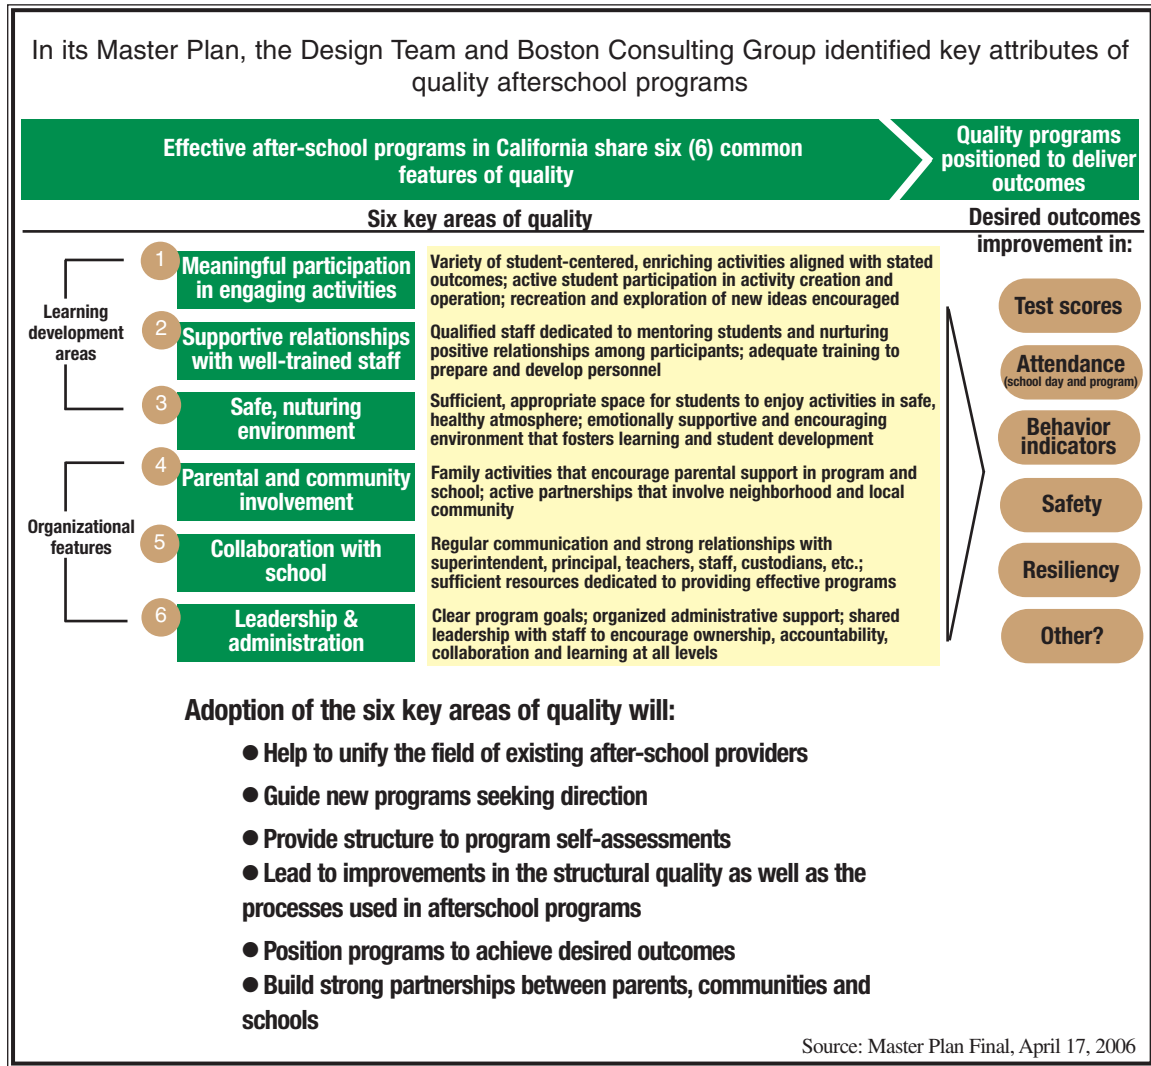 In its Master Plan, the Design Team and Boston Consulting Group identified key attributes of
quality afterschool programs
Effective after-school programs in California share six (6) common
features of quality
Quality programs
positioned to deliver
outcomes
Six key areas of quality
Desired outcomes
improvement in:
Learning
development
areas
1
Meaningful participation
in engaging activities
Variety of student-centered, enriching activities aligned with stated
outcomes; active student participation in activity creation and
operation; recreation and exploration of new ideas encouraged
2
Supportive relationships
with well-trained staff
Qualified staff dedicated to mentoring students and nurturing
positive relationships among participants; adequate training to
prepare and develop personnel
3
Safe, nuturing
environment
Sufficient, appropriate space for students to enjoy activities in safe,
healthy atmosphere; emotionally supportive and encouraging
environment that fosters learning and student development
Organizational
features
4
Parental and community
involvement
Family activities that encourage parental support in program and
school; active partnerships that involve neighborhood and local
community
5
Collaboration with
school
Regular communication and strong relationships with
superintendent, principal, teachers, staff, custodians, etc.;
sufficient resources dedicated to providing effective programs
6
Leadership &
administration
Clear program goals; organized administrative support; shared
leadership with staff to encourage ownership, accountability,
collaboration and learning at all levels
Test scores
Attendance
(school day and program)
Behavior
indicators
Safety
Resiliency
Other?
Adoption of the six key areas of quality will:
● Help to unify the field of existing after-school providers
● Guide new programs seeking direction
● Provide structure to program self-assessments
● Lead to improvements in the structural quality as well as the
processes used in afterschool programs
● Position programs to achieve desired outcomes
● Build strong partnerships between parents, communities and
schools
Source: Master Plan Final, April 17, 2006